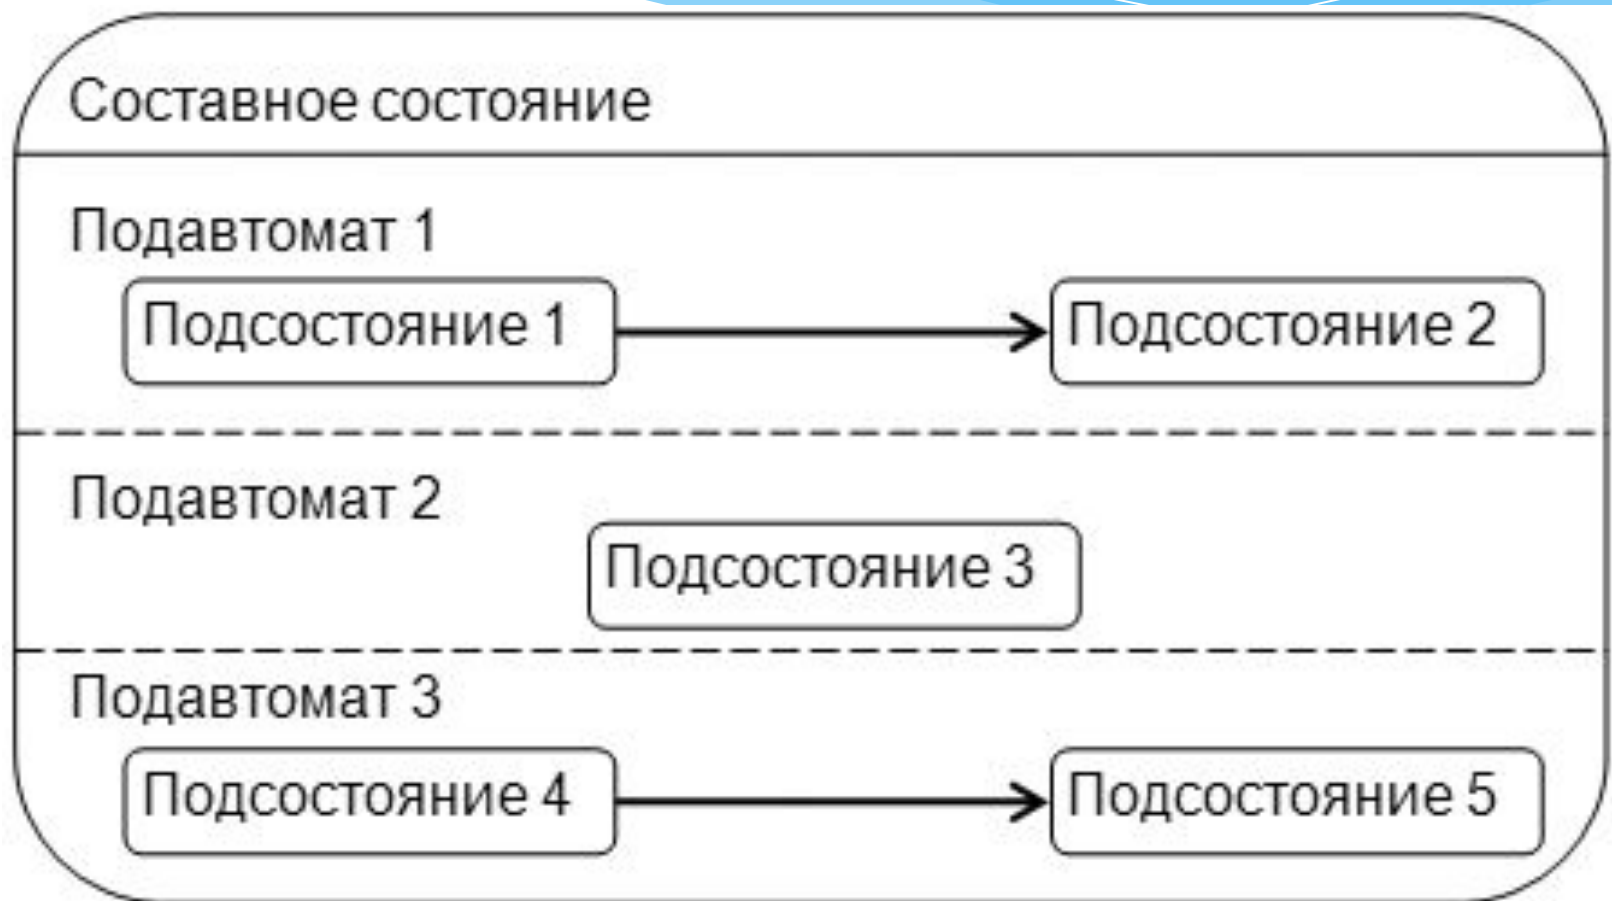 Составное состояние
Подавтомат 1
Подсостояние 1
Подсостояние 2
Подавтомат 2
Подсостояние 3
Подавтомат 3
Подсостояние 4
Подсостояние 5